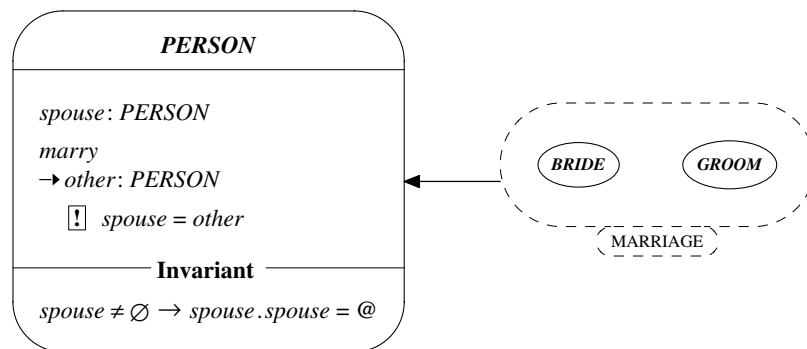 PERSON
spouse: PERSON
marry
→ other: PERSON
! spouse = other
Invariant
spouse ≠ ∅ → spouse.spouse = @
BRIDE
GROOM
MARRIAGE